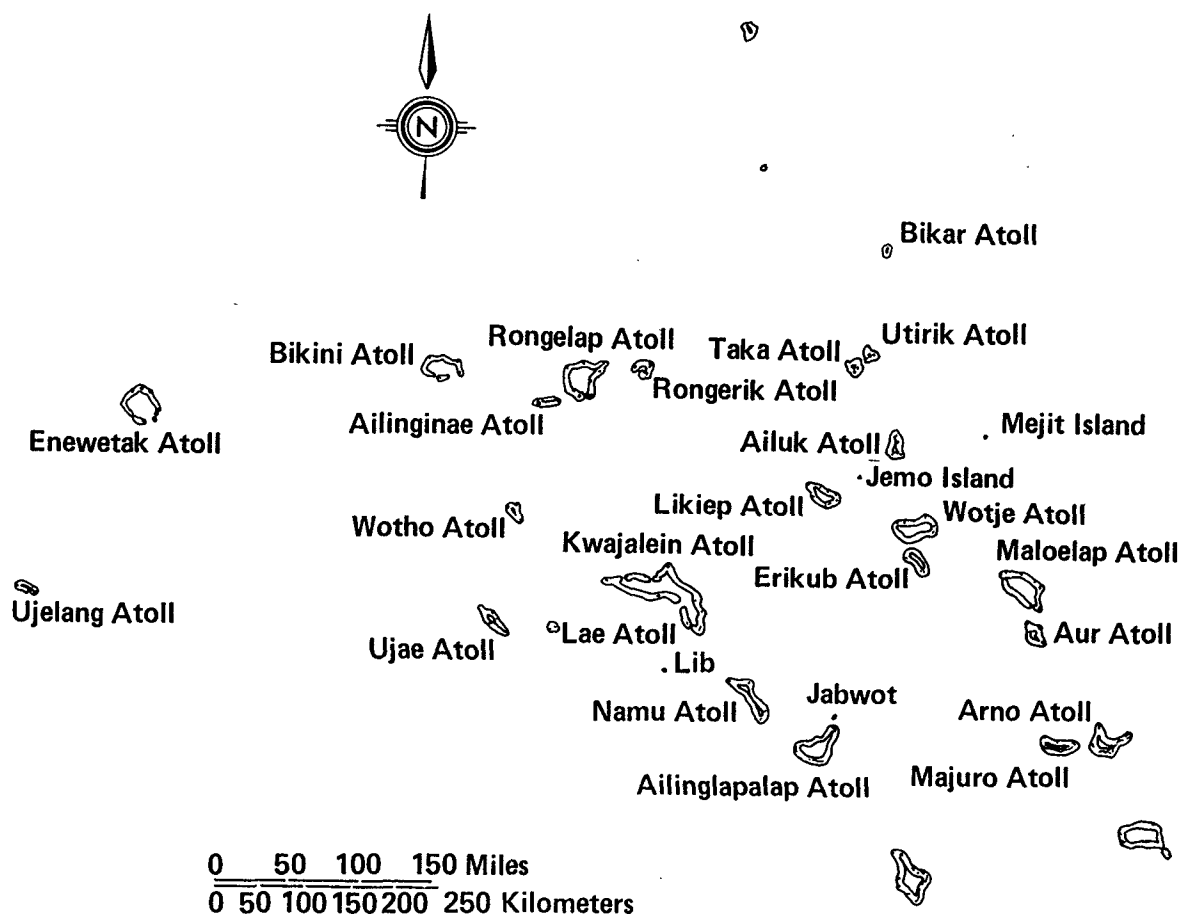 N
Bikar Atoll
Bikini Atoll
Rongelap Atoll
Taka Atoll
Utirik Atoll
Rongerik Atoll
Ailinginae Atoll
Enewetak Atoll
Ailuk Atoll
Mejit Island
Jemo Island
Likiep Atoll
Wotje Atoll
Wotho Atoll
Kwajalein Atoll
Maloelap Atoll
Erikub Atoll
Ujelang Atoll
Ujae Atoll
Lae Atoll
Aur Atoll
Lib
Namu Atoll
Jabwot
Arno Atoll
Ailinglapalap Atoll
Majuro Atoll
0 50 100 150 Miles
0 50 100 150 200 250 Kilometers